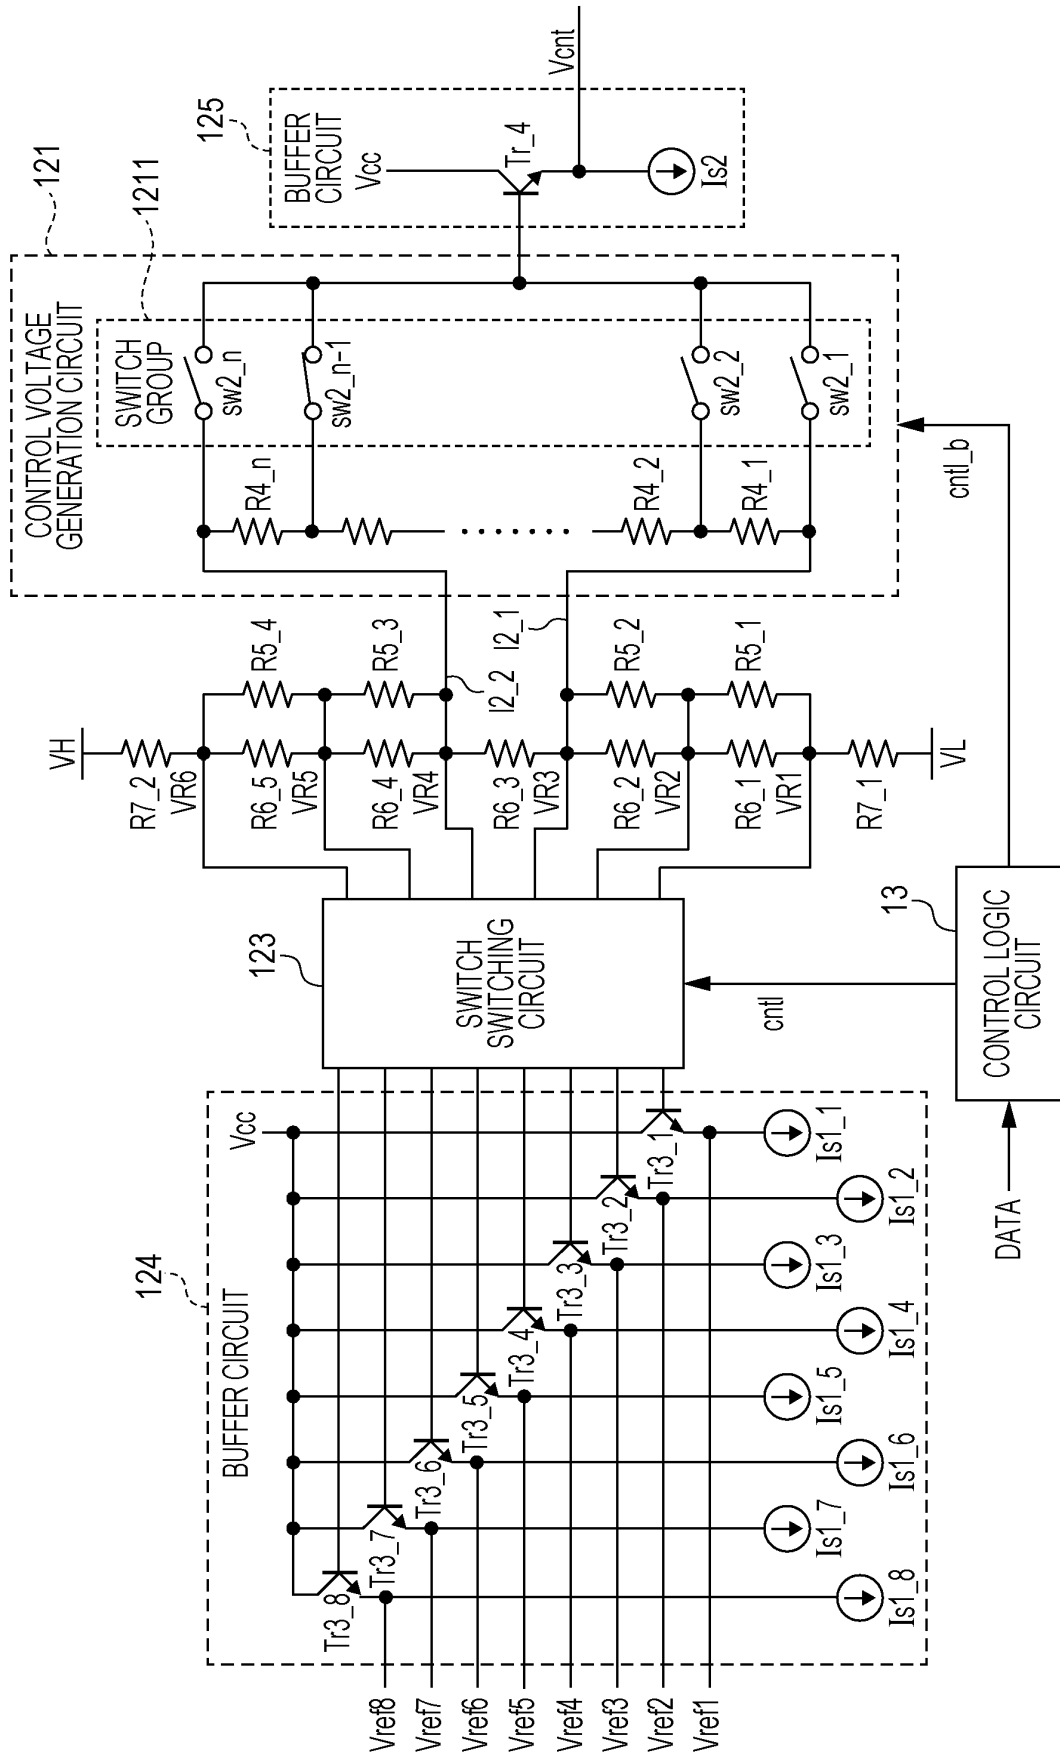 121
CONTROL VOLTAGE
GENERATION CIRCUIT
1211
SWITCH
GROUP
sw2_n
sw2_n-1
sw2_2
sw2_1
R4_n
R4_2
R4_1
125
BUFFER
CIRCUIT
Vcc
Tr_4
Is2
Vcnt
VH
R7_2
VR6
R6_5
VR5
R6_4
VR4
R6_3
VR3
R6_2
VR2
R6_1
VR1
R7_1
VL
R5_4
R5_3
R5_2
R5_1
I2_2
I2_1
123
SWITCH
SWITCHING
CIRCUIT
cntl
cntl_b
13
CONTROL LOGIC
CIRCUIT
DATA
124
BUFFER CIRCUIT
Vcc
Tr3_8
Tr3_7
Tr3_6
Tr3_5
Tr3_4
Tr3_3
Tr3_2
Tr3_1
Is1_8
Is1_7
Is1_6
Is1_5
Is1_4
Is1_3
Is1_2
Is1_1
Vref8
Vref7
Vref6
Vref5
Vref4
Vref3
Vref2
Vref1